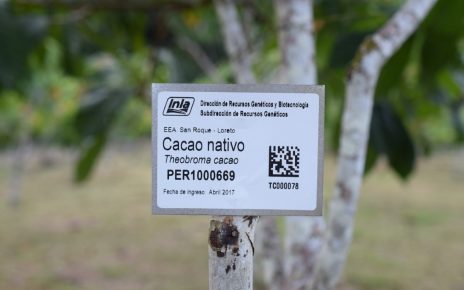 Inia
Dirección de Recursos Genéticos y Biotecnología
Subdirección de Recursos Genéticos
EEA. San Roque - Loreto
Cacao nativo
Theobroma cacao
PER1000669
TC000078
Fecha de ingreso: Abril 2017